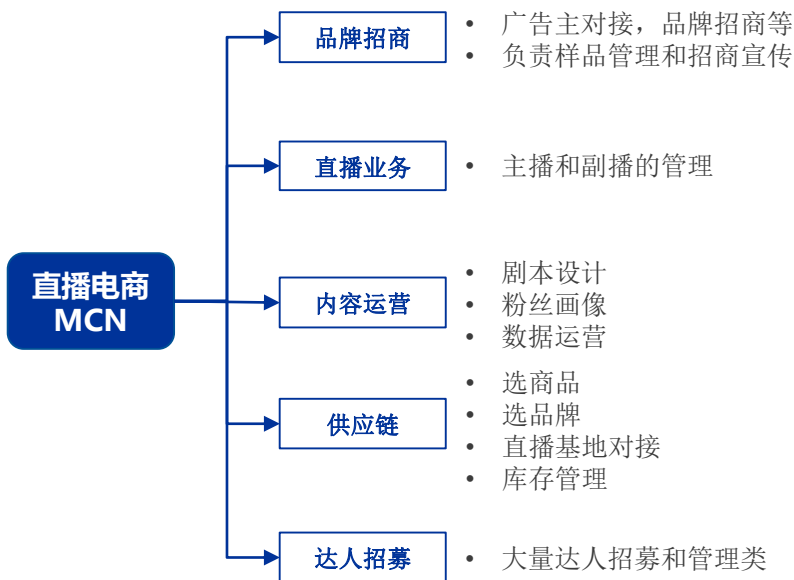 品牌招商
• 广告主对接，品牌招商等
• 负责样品管理和招商宣传
直播业务
• 主播和副播的管理
直播电商
MCN
内容运营
• 剧本设计
• 粉丝画像
• 数据运营
供应链
• 选商品
• 选品牌
• 直播基地对接
• 库存管理
达人招募
• 大量达人招募和管理类